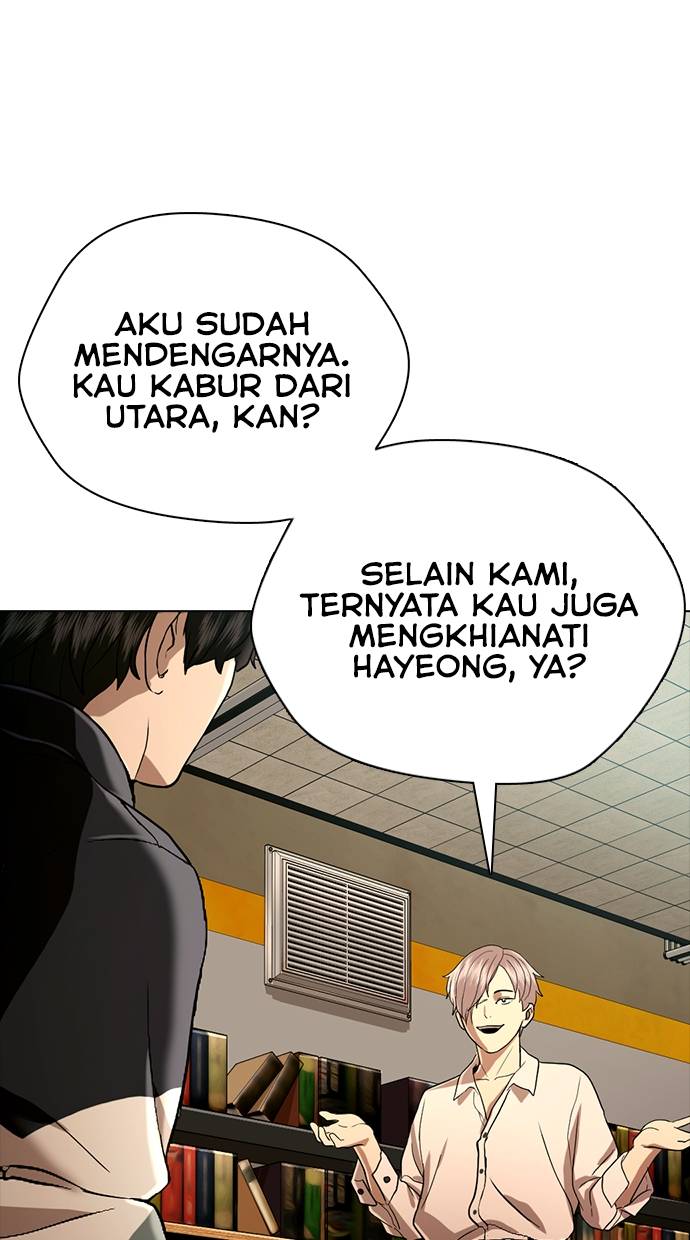 AKU SUDAH
MENDENGARNYA.
KAU KABUR DARI
UTARA, KAN?
SELAIN KAMI,
TERNYATA KAU JUGA
MENGKHIANATI
HAYEONG, YA?